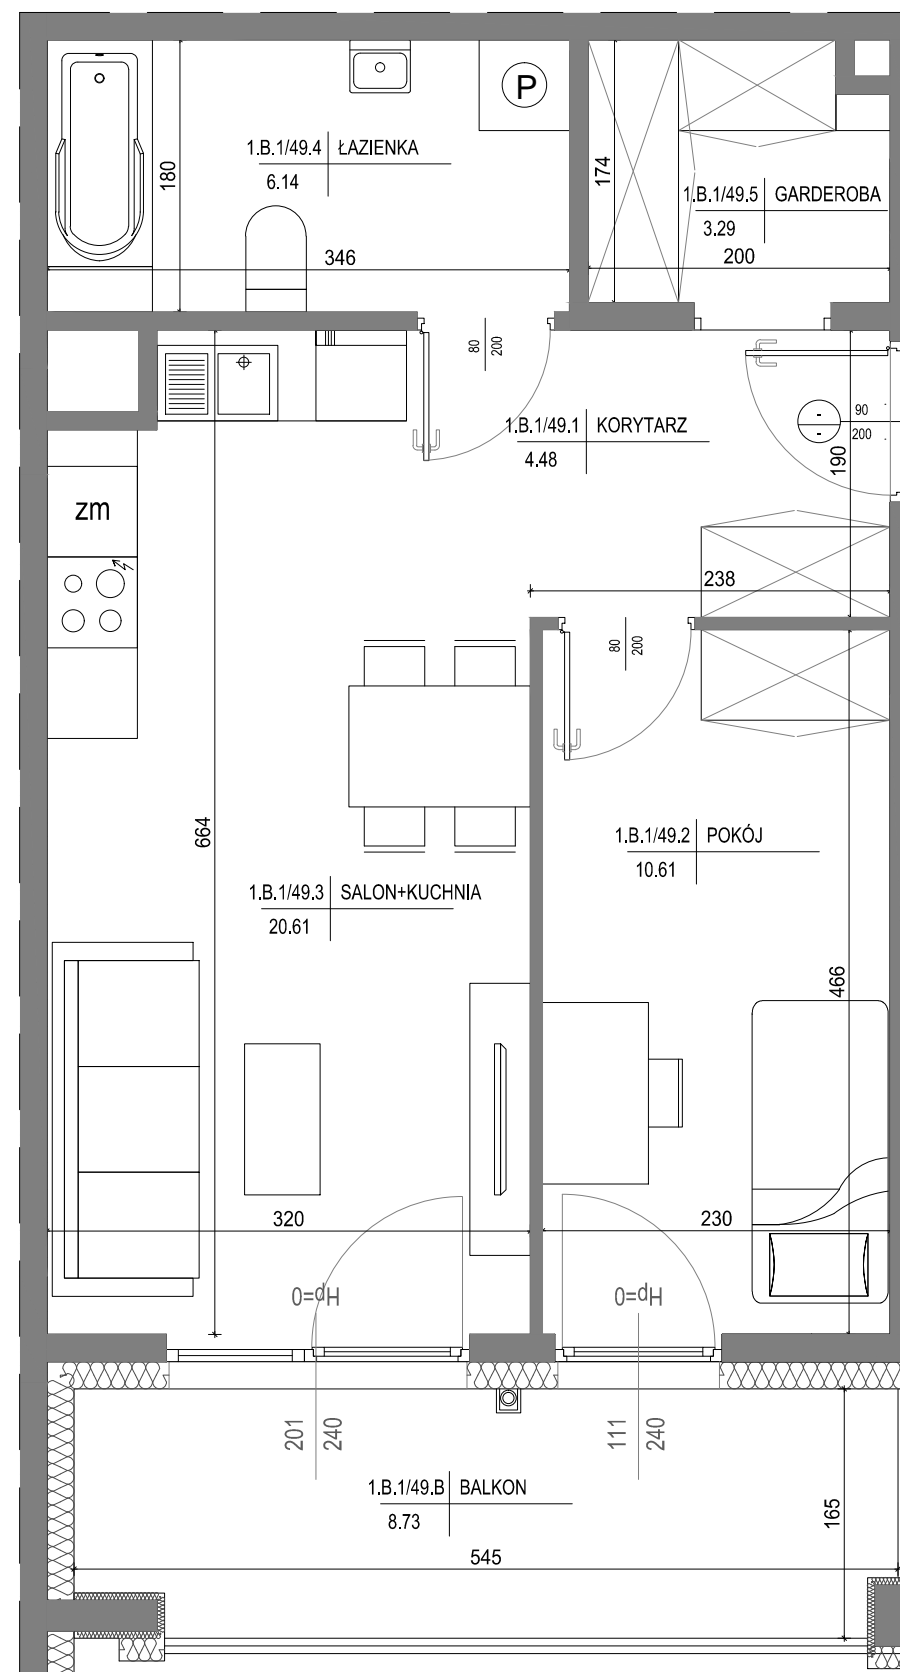 P
1.B.1/49.4 ŁAZIENKA
6.14
180
346
174
1.B.1/49.5 GARDEROBA
3.29
200
80
200
1.B.1/49.1 KORYTARZ
4.48
90
200
190
zm
238
80
200
664
1.B.1/49.2 POKÓJ
10.61
1.B.1/49.3 SALON+KUCHNIA
20.61
466
320
230
Hp=0
Hp=0
201
240
111
240
1.B.1/49.B BALKON
8.73
165
545